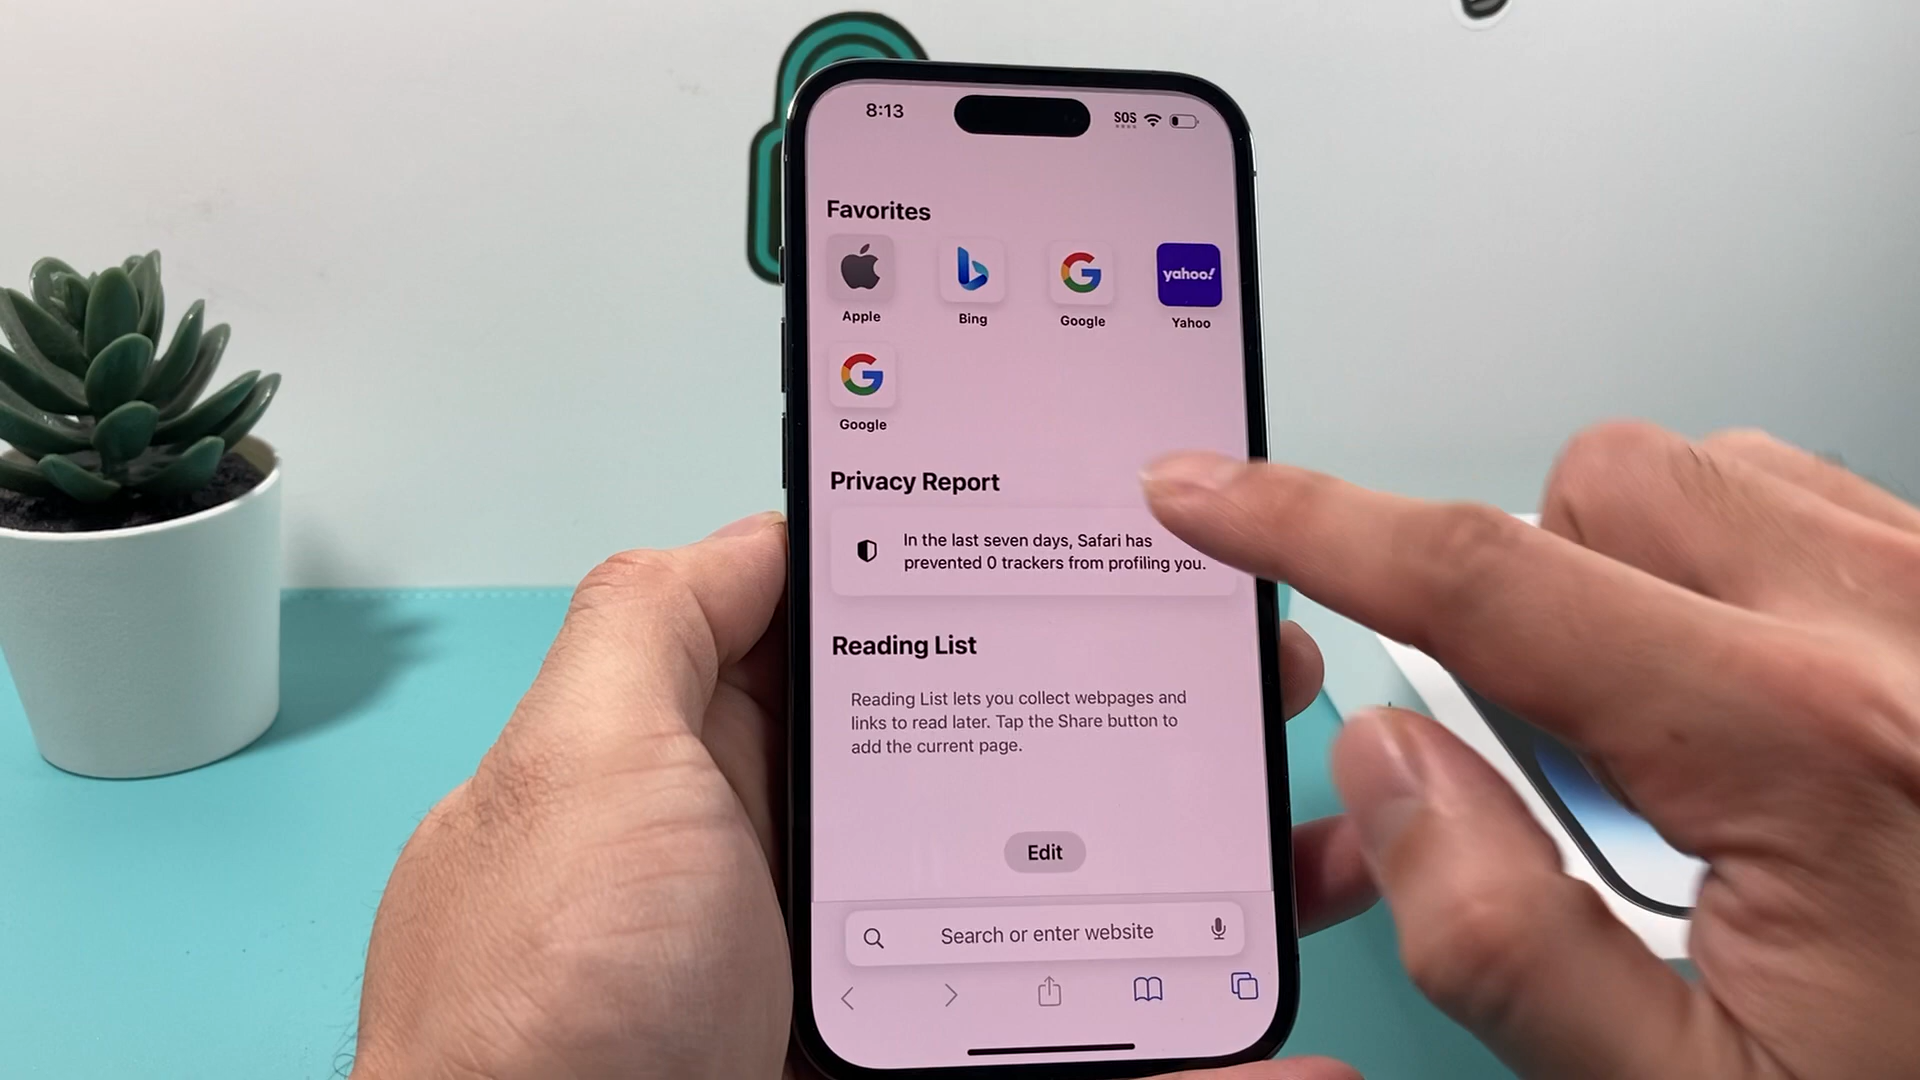 8:13
SOS
Favorites
yahoo!
Apple
Bing
Google
Yahoo
Google
Privacy Report
In the last seven days, Safari has
prevented 0 trackers from profiling you.
Reading List
Reading List lets you collect webpages and
links to read later. Tap the Share button to
add the current page.
Edit
Search or enter website